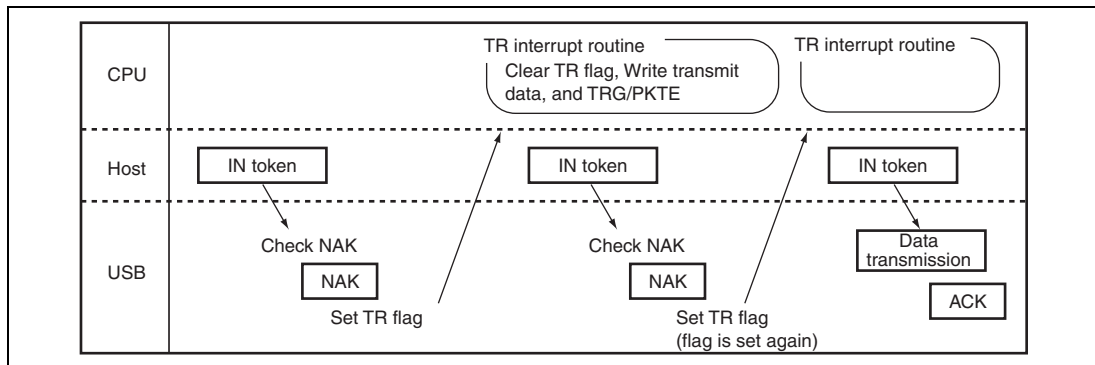 TR interrupt routine
TR interrupt routine
CPU
Clear TR flag, Write transmit
data, and TRG/PKTE
Host
IN token
IN token
IN token
Check NAK
Check NAK
Data
transmission
USB
NAK
NAK
ACK
Set TR flag
Set TR flag
(flag is set again)